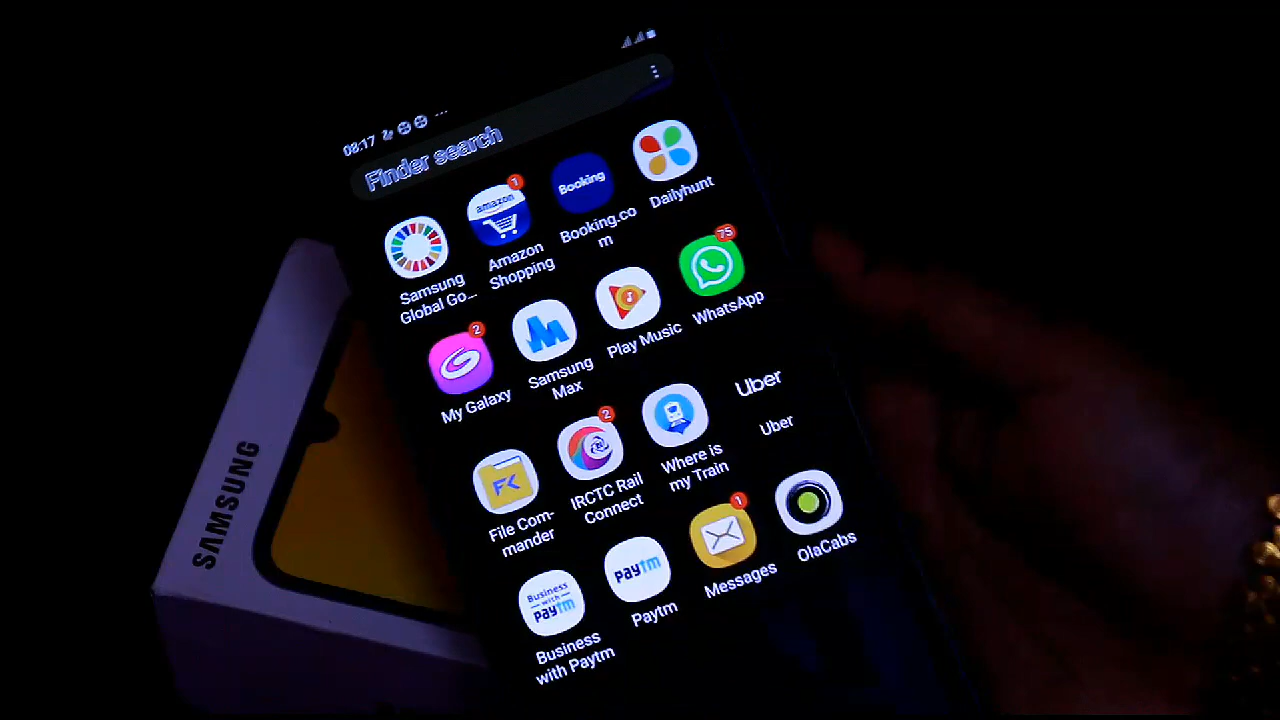 08:17
Finder search
amazon
1
Booking
Samsung
Global Go...
Amazon
Shopping
Booking.co
m
Dailyhunt
2
75
My Galaxy
Samsung
Max
Play Music
WhatsApp
FK
2
Uber
File Com-
mander
IRCTC Rail
Connect
Where is
my Train
Uber
Business
with
paytm
paytm
1
Business
with Paytm
Paytm
Messages
OlaCabs
SAMSUNG